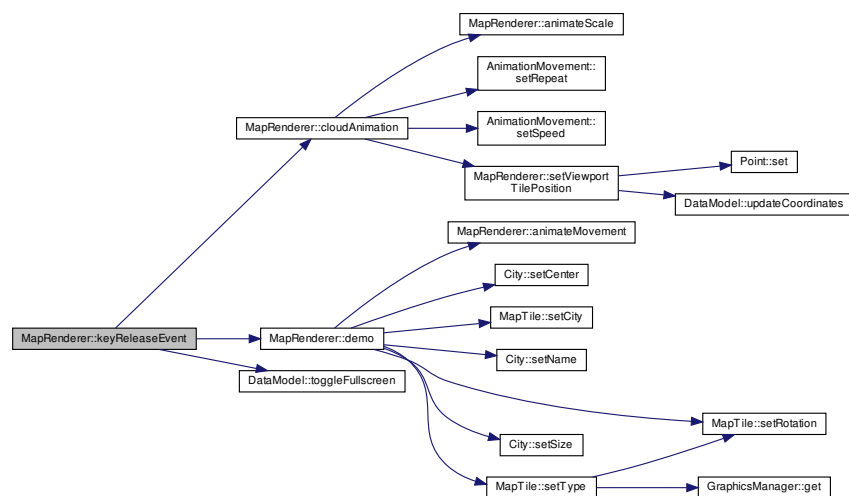 MapRenderer::animateScale
AnimationMovement::
setRepeat
MapRenderer::cloudAnimation
AnimationMovement::
setSpeed
MapRenderer::setViewport
TilePosition
Point::set
DataModel::updateCoordinates
MapRenderer::animateMovement
City::setCenter
MapTile::setCity
MapRenderer::keyReleaseEvent
MapRenderer::demo
City::setName
DataModel::toggleFullscreen
MapTile::setRotation
City::setSize
MapTile::setType
GraphicsManager::get